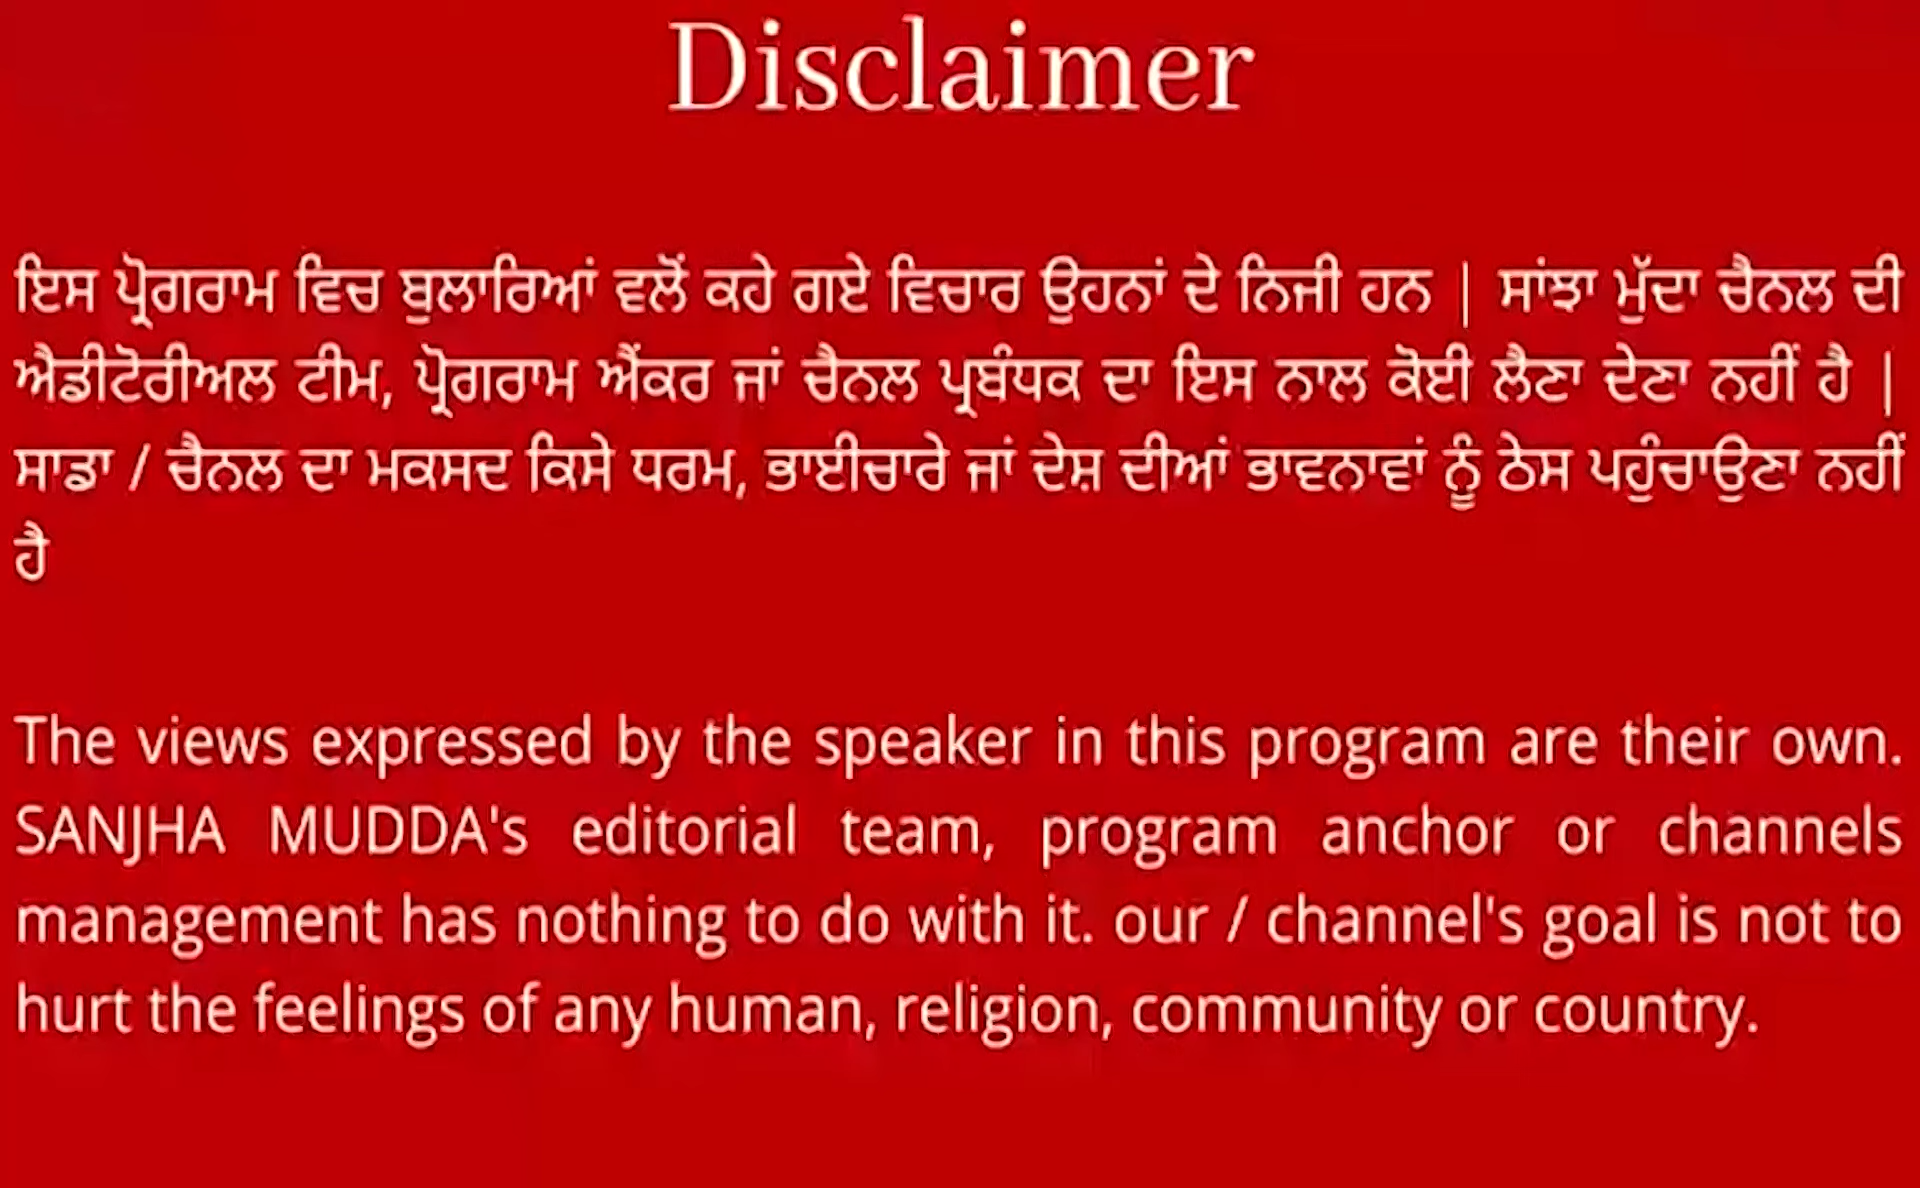 Disclaimer
ਇਸ ਪ੍ਰੋਗਰਾਮ ਵਿਚ ਬੁਲਾਰਿਆਂ ਵਲੋਂ ਕਹੇ ਗਏ ਵਿਚਾਰ ਉਹਨਾਂ ਦੇ ਨਿਜੀ ਹਨ | ਸਾਂਝਾ ਮੁੱਦਾ ਚੈਨਲ ਦੀ
ਐਡੀਟੋਰੀਅਲ ਟੀਮ, ਪ੍ਰੋਗਰਾਮ ਐਂਕਰ ਜਾਂ ਚੈਨਲ ਪ੍ਰਬੰਧਕ ਦਾ ਇਸ ਨਾਲ ਕੋਈ ਲੈਣਾ ਦੇਣਾ ਨਹੀਂ ਹੈ |
ਸਾਡਾ / ਚੈਨਲ ਦਾ ਮਕਸਦ ਕਿਸੇ ਧਰਮ, ਭਾਈਚਾਰੇ ਜਾਂ ਦੇਸ਼ ਦੀਆਂ ਭਾਵਨਾਵਾਂ ਨੂੰ ਠੇਸ ਪਹੁੰਚਾਉਣਾ ਨਹੀਂ
ਹੈ
The views expressed by the speaker in this program are their own.
SANJHA MUDDA's editorial team, program anchor or channels
management has nothing to do with it. our / channel's goal is not to
hurt the feelings of any human, religion, community or country.